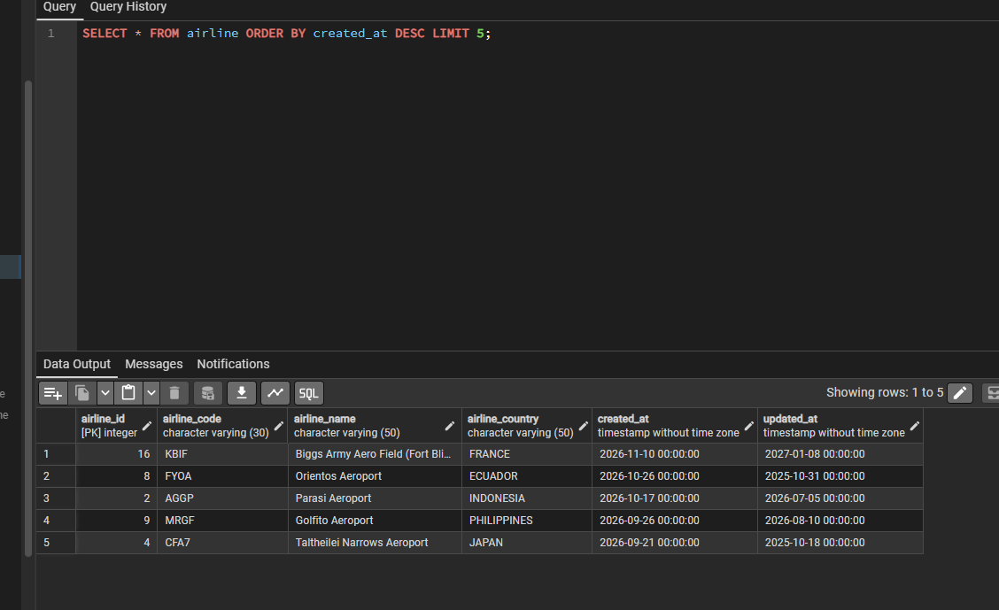 Query Query History
1 SELECT * FROM airline ORDER BY created_at DESC LIMIT 5;
Data Output Messages Notifications
SQL Showing rows: 1 to 5
airline_id airline_code airline_name airline_country created_at updated_at
[PK] integer character varying (30) character varying (50) character varying (50) timestamp without time zone timestamp without time zone
1 16 KBIF Biggs Army Aero Field (Fort Bli... FRANCE 2026-11-10 00:00:00 2027-01-08 00:00:00
2 8 FYOA Orientos Aeroport ECUADOR 2026-10-26 00:00:00 2025-10-31 00:00:00
3 2 AGGP Parasi Aeroport INDONESIA 2026-10-17 00:00:00 2026-07-05 00:00:00
4 9 MRGF Golfito Aeroport PHILIPPINES 2026-09-26 00:00:00 2026-08-10 00:00:00
5 4 CFA7 Taltheilei Narrows Aeroport JAPAN 2026-09-21 00:00:00 2025-10-18 00:00:00